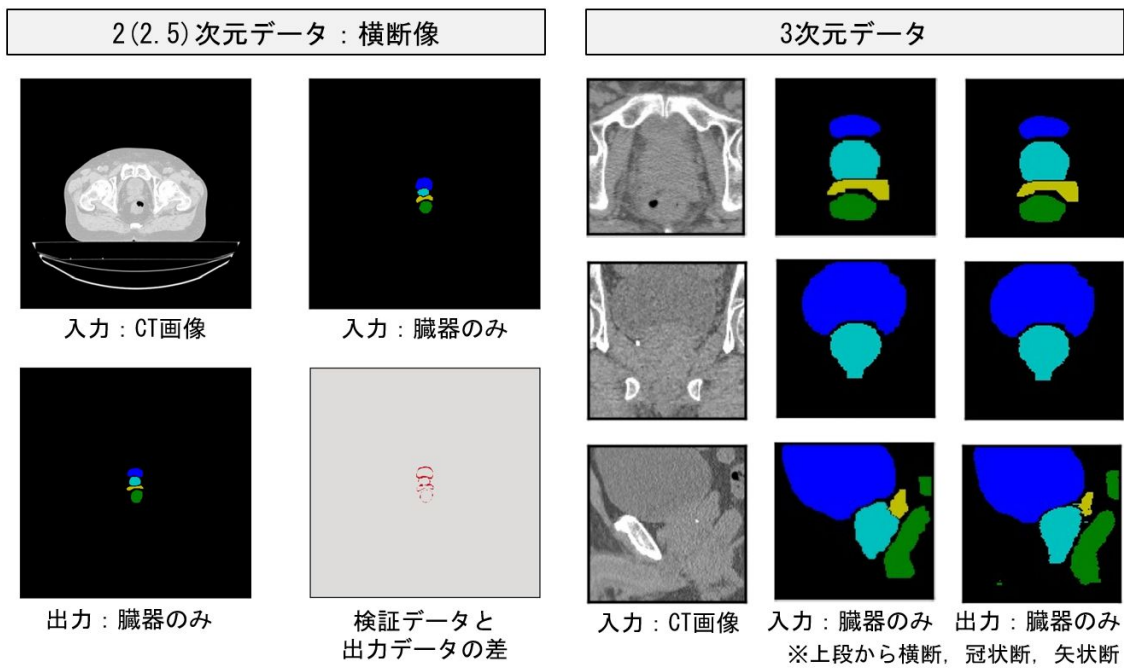 2(2.5)次元データ：横断像
入力：CT画像
入力：臓器のみ
出力：臓器のみ
検証データと
出力データの差
3次元データ
入力：CT画像
入力：臓器のみ
出力：臓器のみ
※上段から横断，冠状断，矢状断